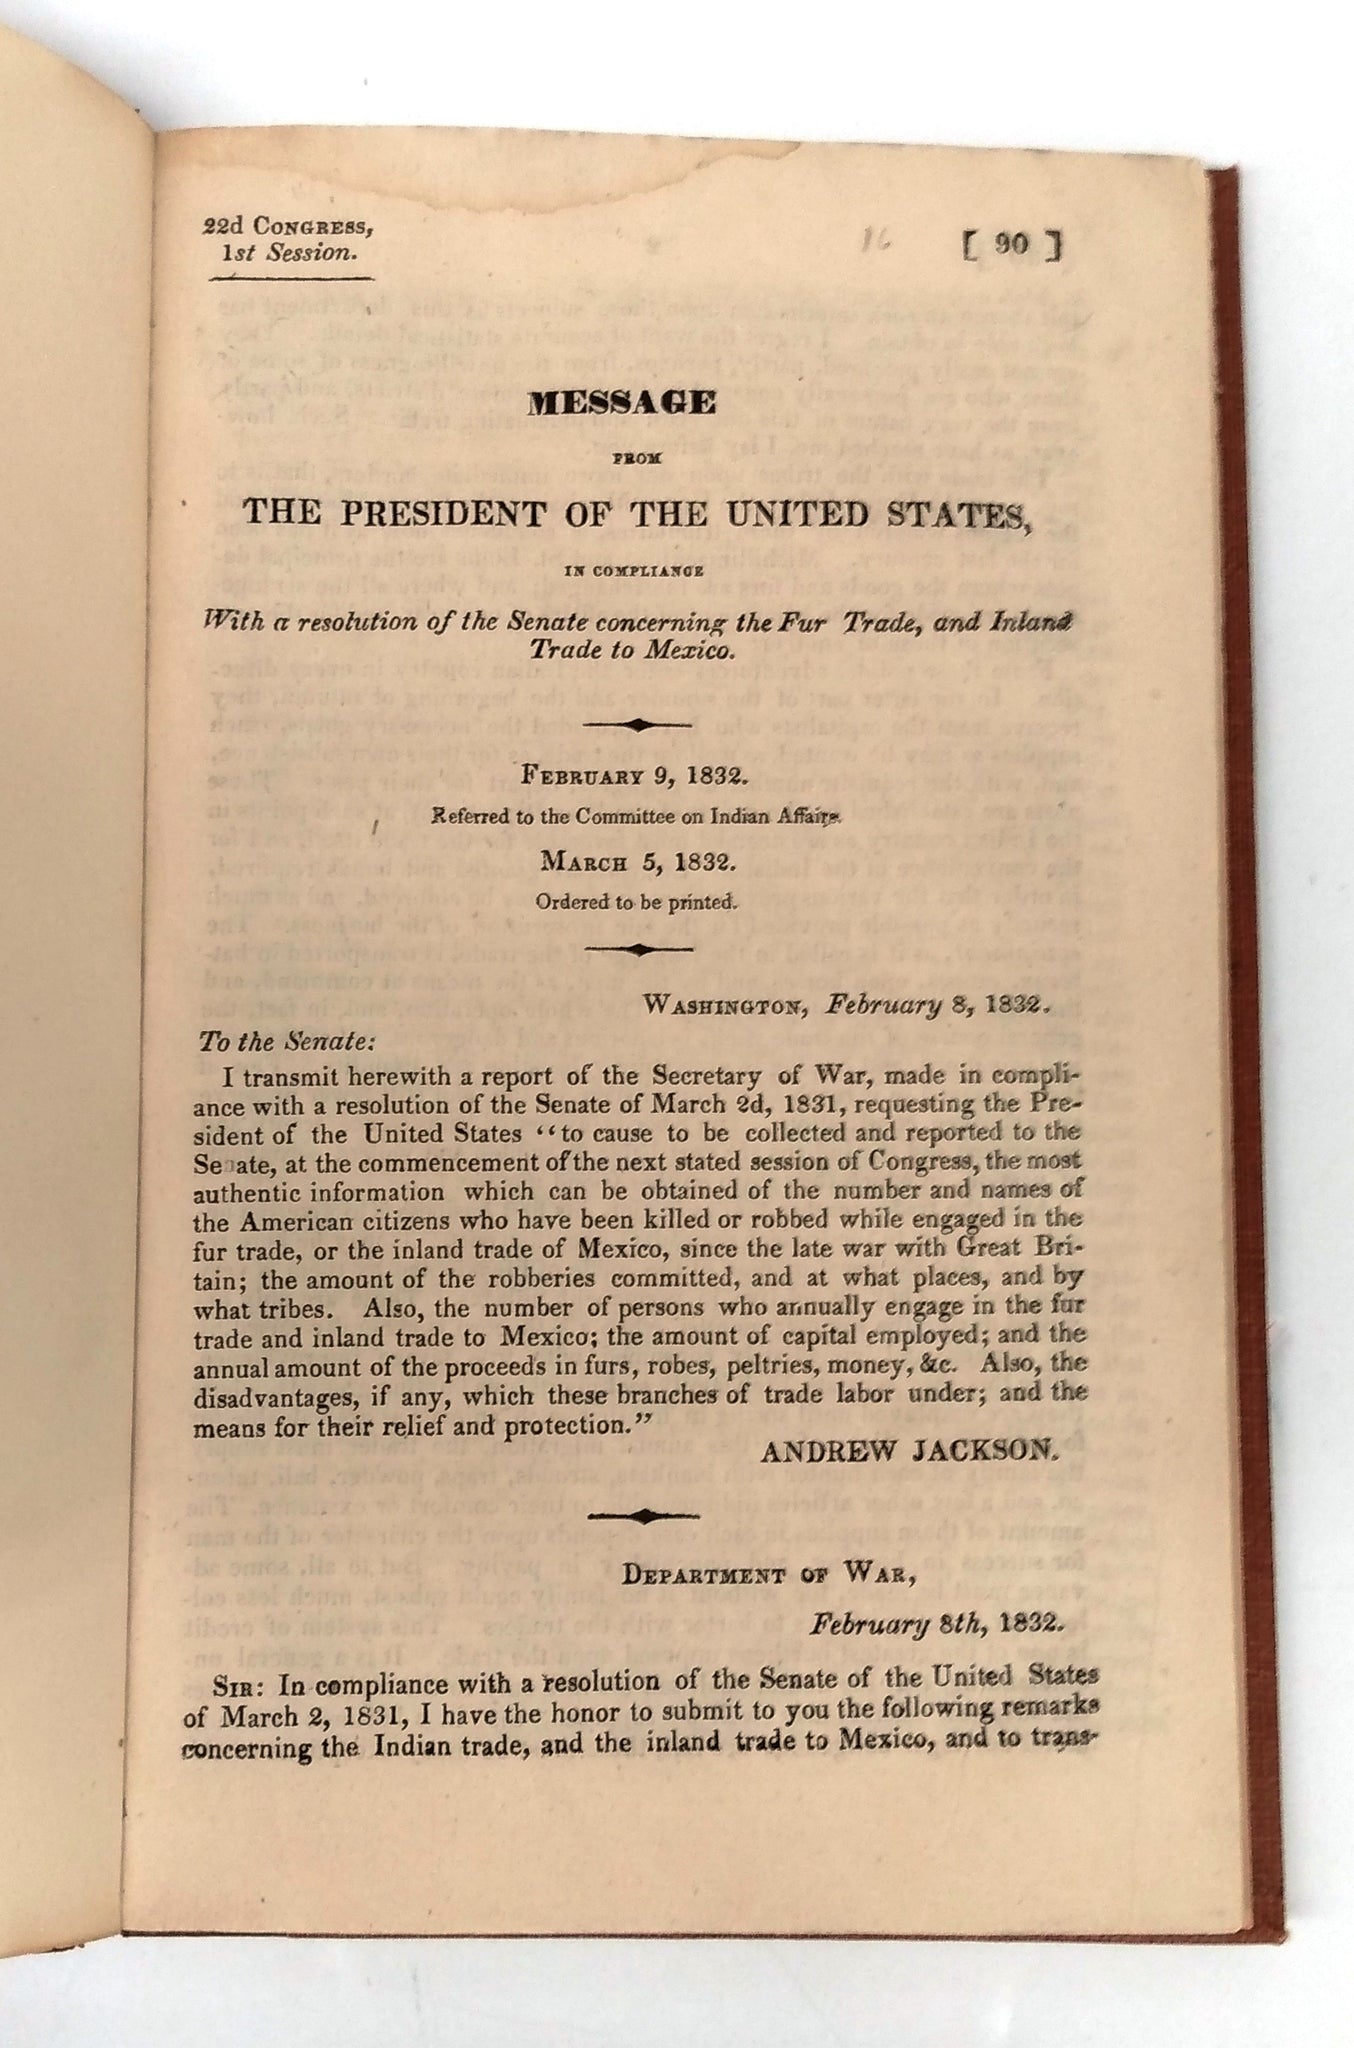 22d CONGRESS,
1st Session.
16
[ 90 ]
MESSAGE
FROM
THE PRESIDENT OF THE UNITED STATES,
IN COMPLIANCE
With a resolution of the Senate concerning the Fur Trade, and Inland
Trade to Mexico.
FEBRUARY 9, 1832.
Referred to the Committee on Indian Affairs.
MARCH 5, 1832.
Ordered to be printed.
WASHINGTON, February 8, 1832.
To the Senate:
I transmit herewith a report of the Secretary of War, made in compli-
ance with a resolution of the Senate of March 2d, 1831, requesting the Pre-
sident of the United States "to cause to be collected and reported to the
Senate, at the commencement of the next stated session of Congress, the most
authentic information which can be obtained of the number and names of
the American citizens who have been killed or robbed while engaged in the
fur trade, or the inland trade of Mexico, since the late war with Great Bri-
tain; the amount of the robberies committed, and at what places, and by
what tribes. Also, the number of persons who annually engage in the fur
trade and inland trade to Mexico; the amount of capital employed; and the
annual amount of the proceeds in furs, robes, peltries, money, &c. Also, the
disadvantages, if any, which these branches of trade labor under; and the
means for their relief and protection."
ANDREW JACKSON.
DEPARTMENT OF WAR,
February 8th, 1832.
SIR: In compliance with a resolution of the Senate of the United States
of March 2, 1831, I have the honor to submit to you the following remarks
concerning the Indian trade, and the inland trade to Mexico, and to trans-